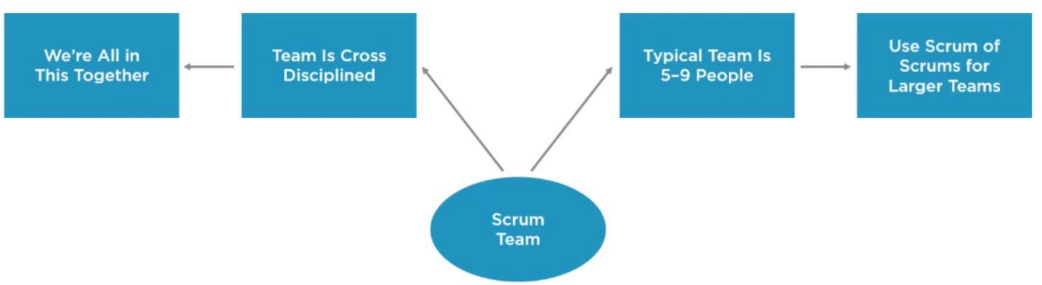 We're All in
This Together
Team Is Cross
Disciplined
Typical Team Is
5–9 People
Use Scrum of
Scrums for
Larger Teams
Scrum
Team